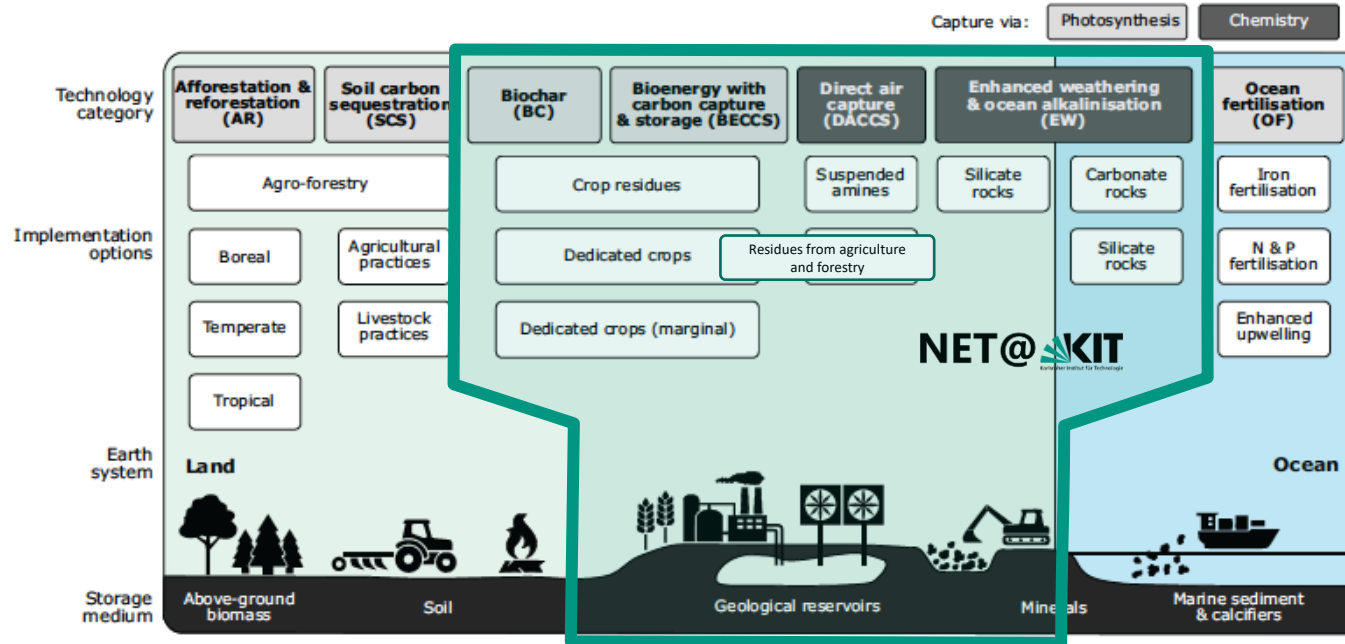 Capture via:
Photosynthesis
Chemistry
Technology
category
Afforestation &
reforestation
(AR)
Soil carbon
sequestration
(SCS)
Biochar
(BC)
Bioenergy with
carbon capture
& storage (BECCS)
Direct air
capture
(DACCS)
Enhanced weathering
& ocean alkalinisation
(EW)
Ocean
fertilisation
(OF)
Implementation
options
Agro-forestry
Crop residues
Suspended
amines
Silicate
rocks
Carbonate
rocks
Iron
fertilisation
Boreal
Agricultural
practices
Dedicated crops
Residues from agriculture
and forestry
Silicate
rocks
N & P
fertilisation
Temperate
Livestock
practices
Dedicated crops (marginal)
NET@ KIT
Karlsruher Institut für Technologie
Enhanced
upwelling
Tropical
Earth
system
Land
Ocean
Storage
medium
Above-ground
biomass
Soil
Geological reservoirs
Minerals
Marine sediment
& calcifiers